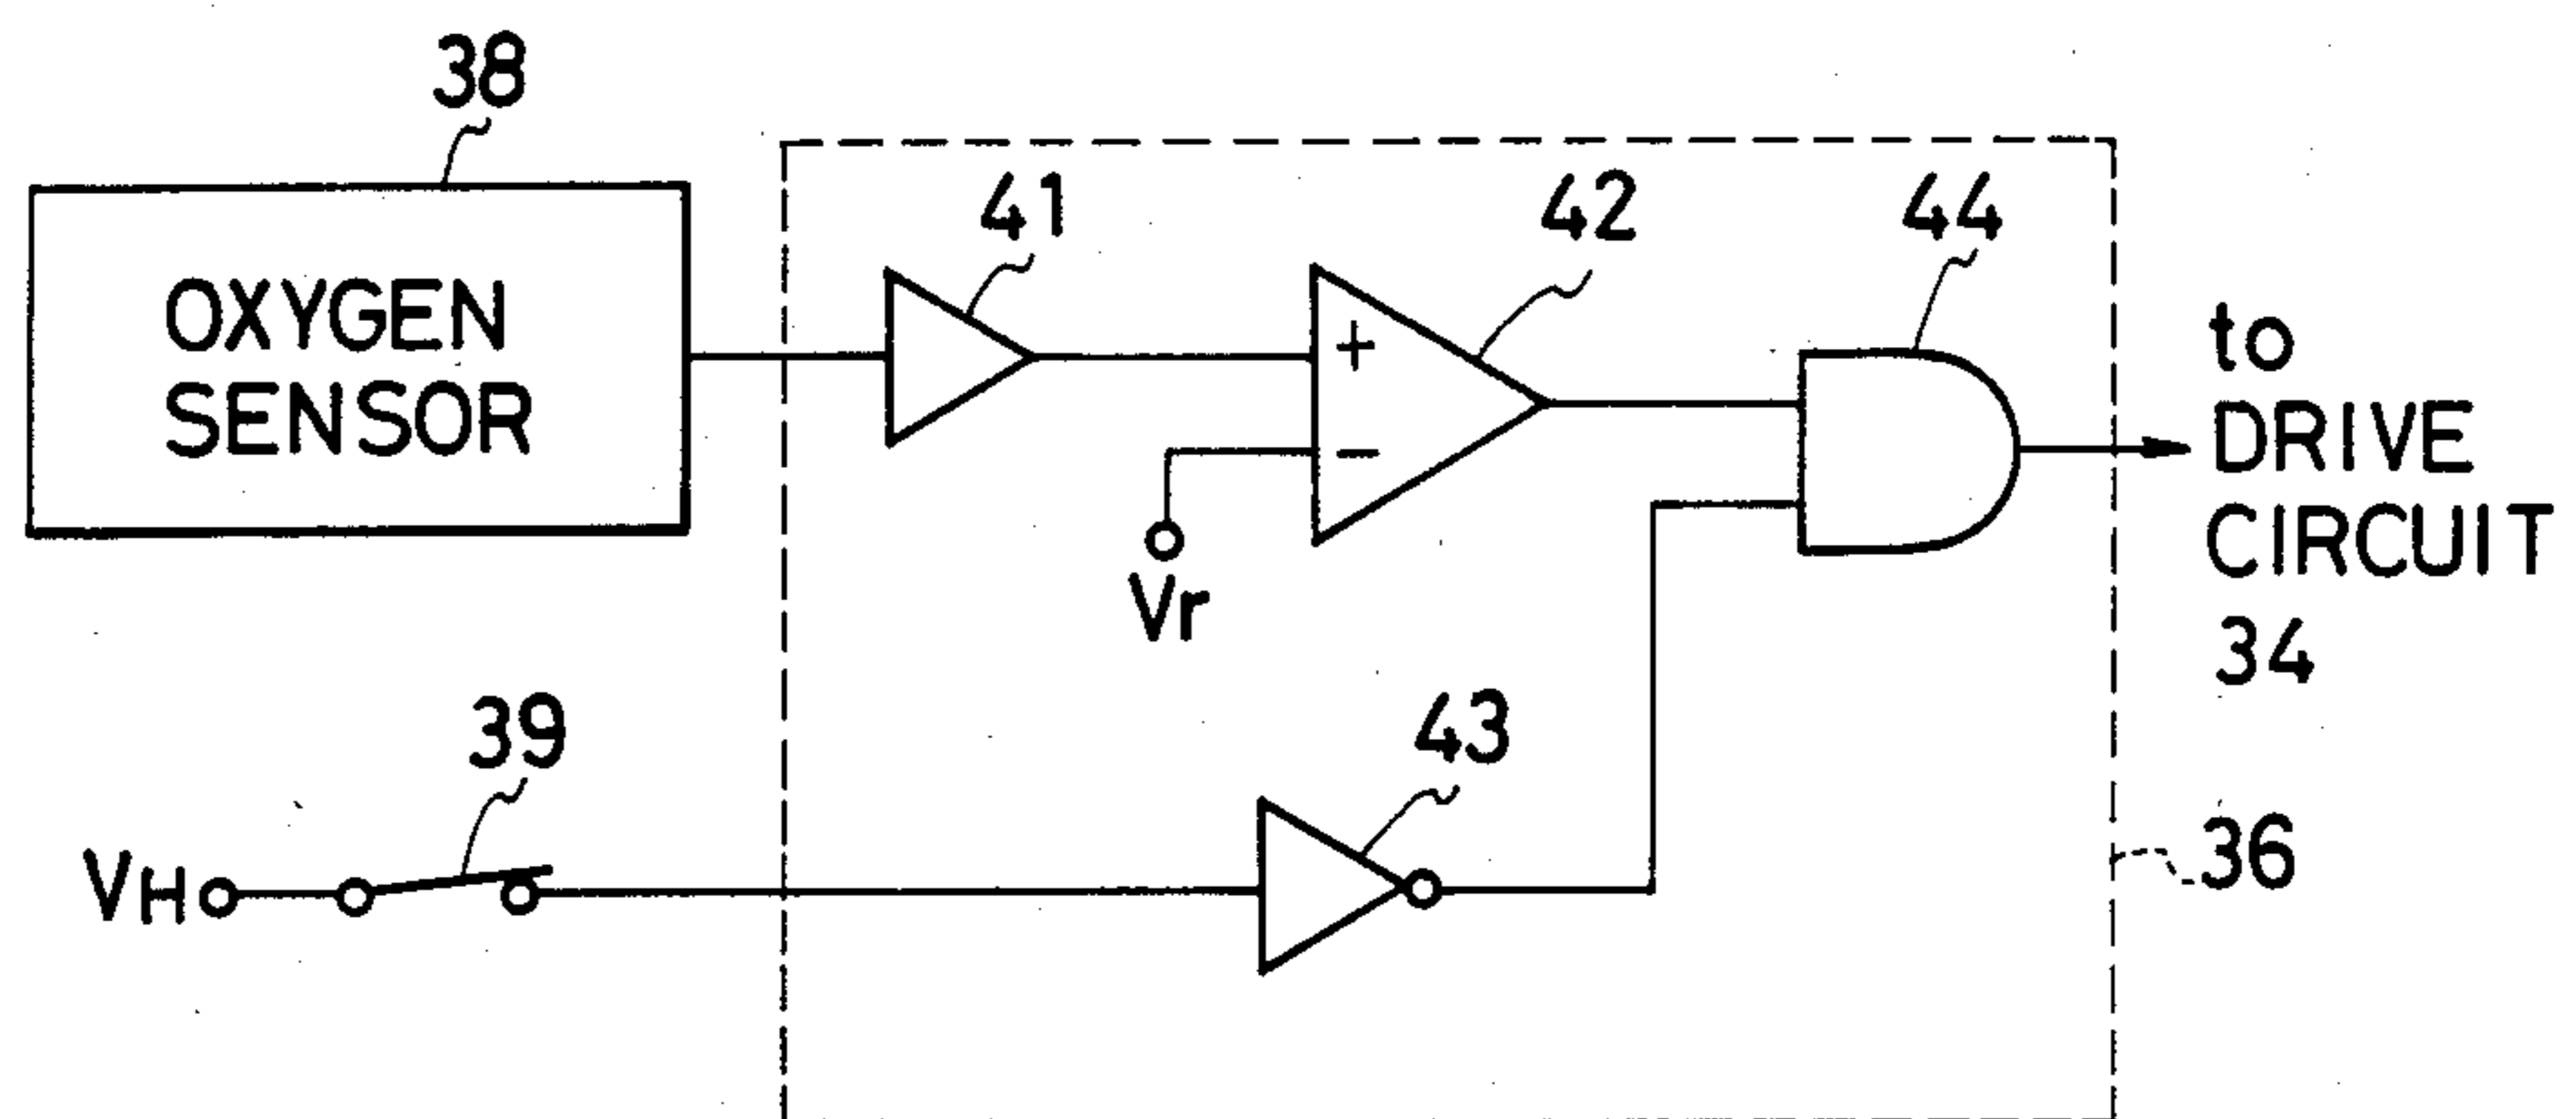 38
OXYGEN
SENSOR
41
42
44
+
−
Vr
to
DRIVE
CIRCUIT
34
39
43
VH
36